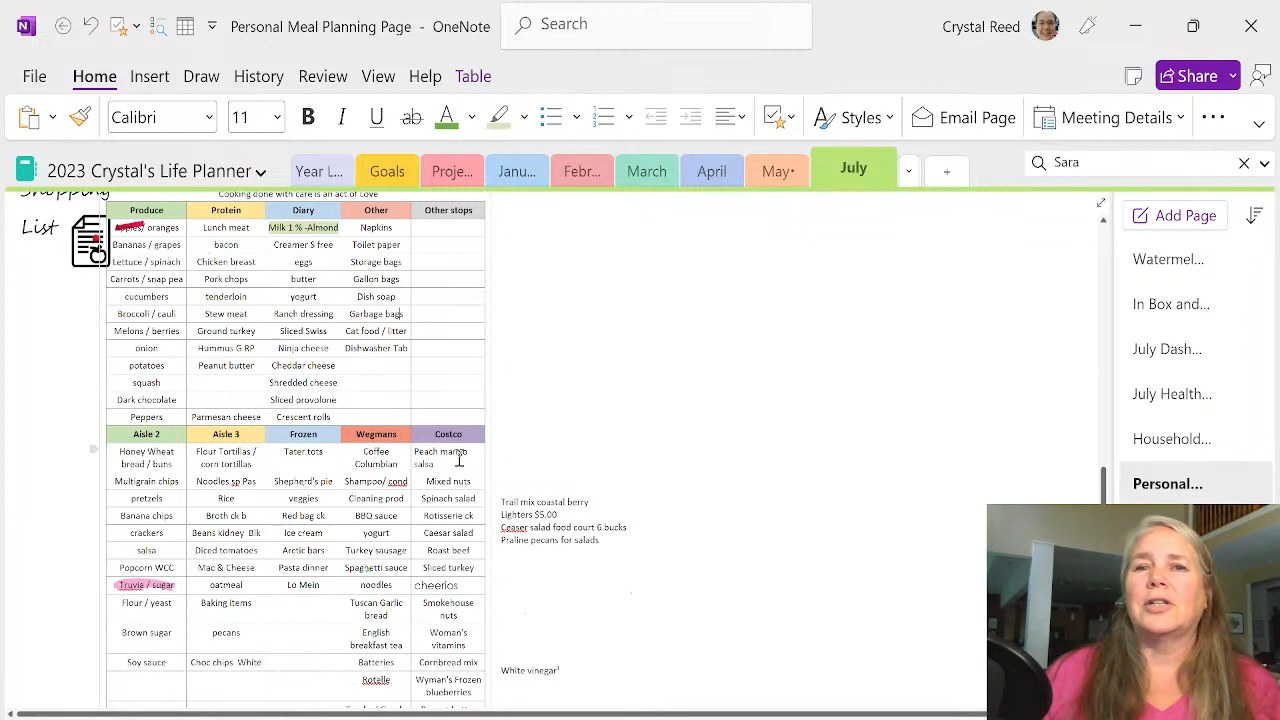 Personal Meal Planning Page - OneNote
Search
Crystal Reed
File Home Insert Draw View History Review View Help Table
Share
Calibri 11 B I U ab A Styles Email Page Meeting Details
2023 Crystal's Life Planner Year L... Goals Proje... Janu... Febr... March April May• July + Sara
Shopping
Cooking done with care is an act of Love
List
Produce Protein Diary Other Other stops
oranges Lunch meat Milk 1 % -Almond Napkins
Bananas / grapes bacon Creamer S free Toilet paper
Lettuce / spinach Chicken breast eggs Storage bags
Carrots / snap pea Pork chops butter Gallon bags
cucumbers tenderloin yogurt Dish soap
Broccoli / cauli Stew meat Ranch dressing Garbage bags
Melons / berries Ground turkey Sliced Swiss Cat food / litter
onion Hummus G RP Ninja cheese Dishwasher Tab
potatoes Peanut butter Cheddar cheese
squash Shredded cheese
Dark chocolate Sliced provolone
Peppers Parmesan cheese Crescent rolls
Aisle 2 Aisle 3 Frozen Wegmans Costco
Honey Wheat bread / buns Flour Tortillas / corn tortillas Tater tots Coffee Columbian Peach mango salsa
Multigrain chips Noodles sp Pas Shepherd's pie Shampoo/ cond Mixed nuts
pretzels Rice veggies Cleaning prod Spinach salad
Banana chips Broth ck b Red bag ck BBQ sauce Rotisserie ck
crackers Beans kidney Blk Ice cream yogurt Caesar salad
salsa Diced tomatoes Arctic bars Turkey sausage Roast beef
Popcorn WCC Mac & Cheese Pasta dinner Spaghetti sauce Sliced turkey
Truvia / sugar oatmeal Lo Mein noodles cheerios
Flour / yeast Baking items Tuscan Garlic bread Smokehouse nuts
Brown sugar pecans English breakfast tea Woman's vitamins
Soy sauce Choc chips White Batteries Cornbread mix
Rotelle Wyman's Frozen blueberries
Trail mix coastal berry
Lighters $5.00
Ceaser salad food court 6 bucks
Praline pecans for salads
White vinegar
Add Page
Watermel...
In Box and...
July Dash...
July Health...
Household...
Personal...